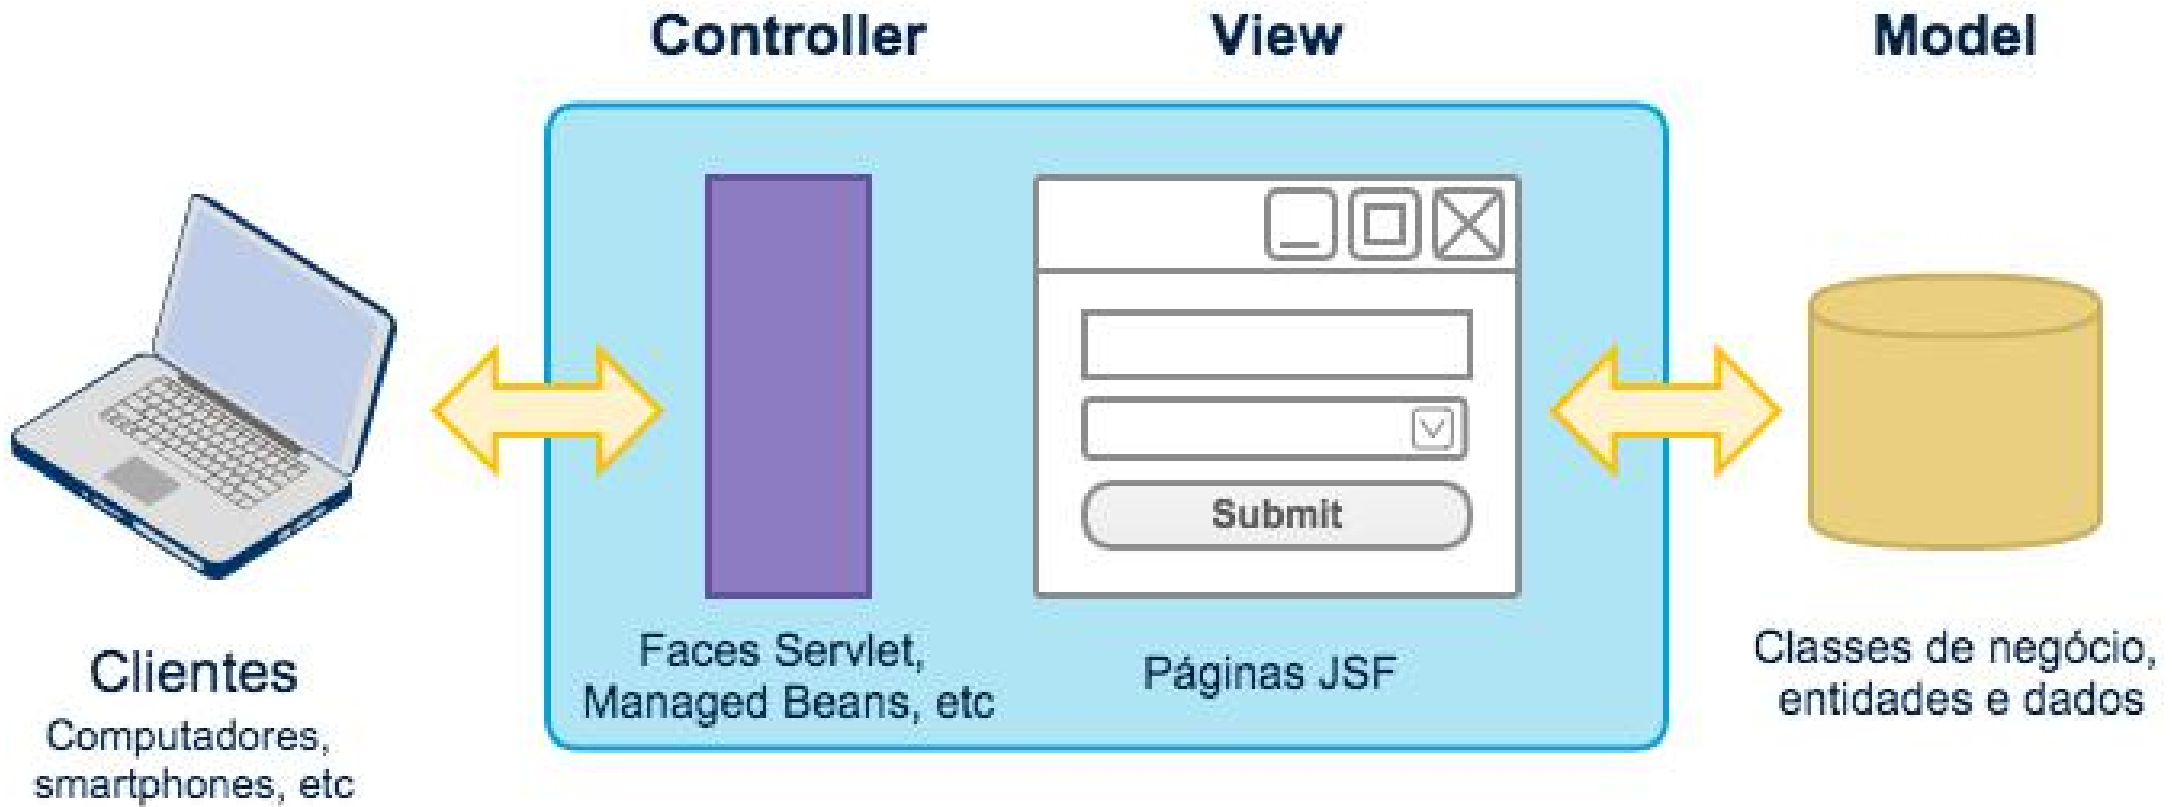 Controller
View
Model
Submit
Faces Servlet,
Managed Beans, etc
Páginas JSF
Classes de negócio,
entidades e dados
Clientes
Computadores,
smartphones, etc